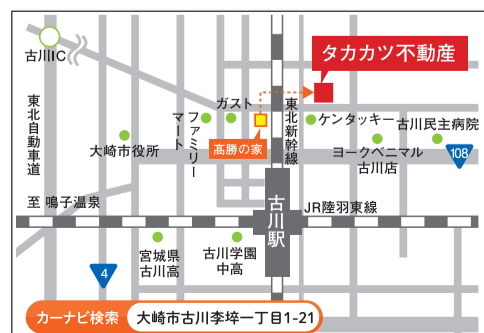 古川IC
タカカツ不動産
東北自動車道
ガスト
ファミリー
マート
東北新幹線
ケンタッキー
古川民主病院
大崎市役所
髙勝の家
ヨークベニマル
古川店
108
至 鳴子温泉
古川駅
JR陸羽東線
宮城県
古川高
古川学園
中高
4
カーナビ検索
大崎市古川李埣一丁目1-21